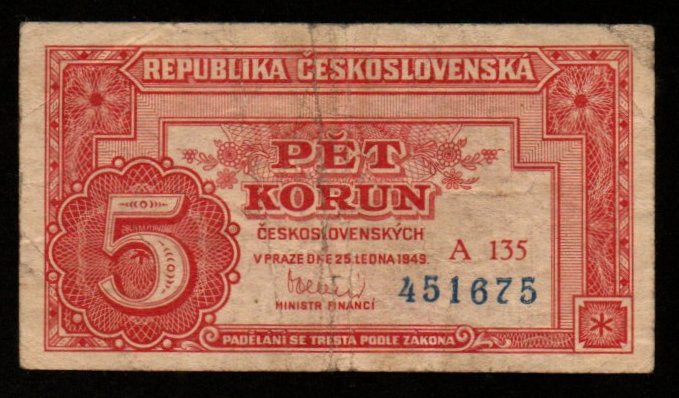 REPUBLIKA ČESKOSLOVENSKÁ
PĚT
KORUN
ČESKOSLOVENSKÝCH
V PRAZE DNE 25. LEDNA 1949.
A 135
451675
MINISTR FINANCÍ
5
PADĚLÁNÍ SE TRESTÁ PODLE ZÁKONA